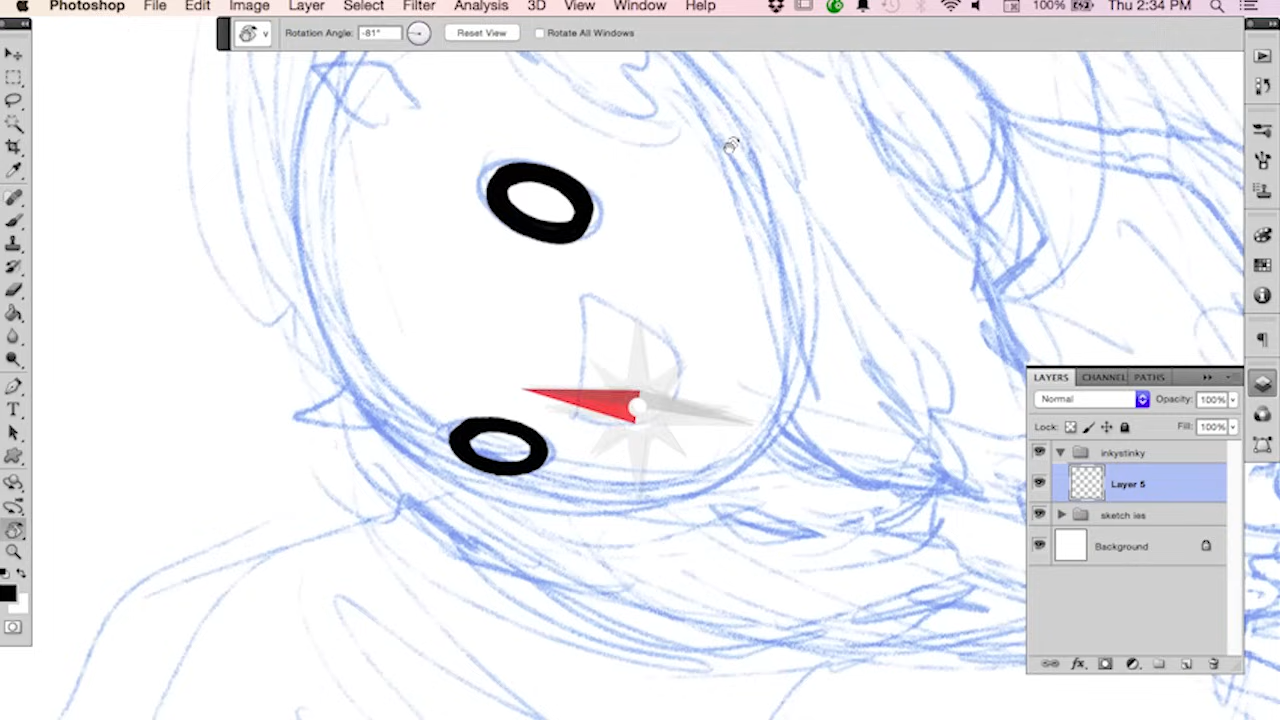 Photoshop File Edit Image Layer Select Filter Analysis 3D View Window Help 100% Thu 2:34 PM
Rotation Angle: -81° Reset View Rotate All Windows
LAYERS CHANNEL PATHS
Normal Opacity: 100%
Lock: Fill: 100%
inkystinky
Layer 5
sketch ies
Background
fx